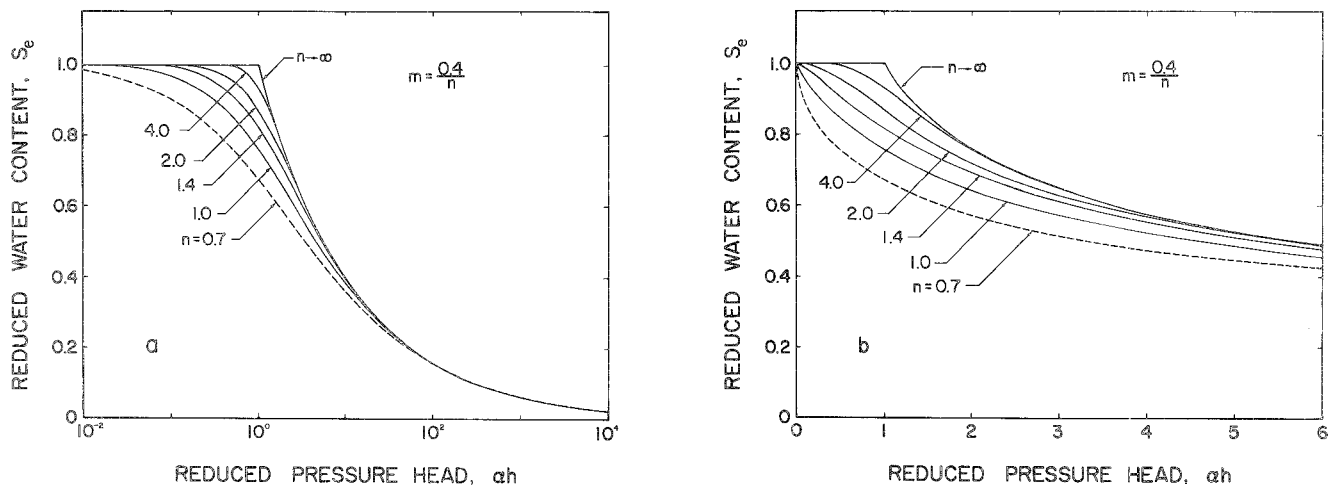 REDUCED WATER CONTENT, Se
1.0
0.8
0.6
0.4
0.2
0
n→∞
m = 0.4/n
4.0
2.0
1.4
1.0
n=0.7
a
10⁻²
10⁰
10¹
10²
10⁴
REDUCED PRESSURE HEAD, αh
REDUCED WATER CONTENT, Se
1.0
0.8
0.6
0.4
0.2
0
n→∞
m = 0.4/n
4.0
2.0
1.4
1.0
n=0.7
b
0
1
2
3
4
5
6
REDUCED PRESSURE HEAD, αh